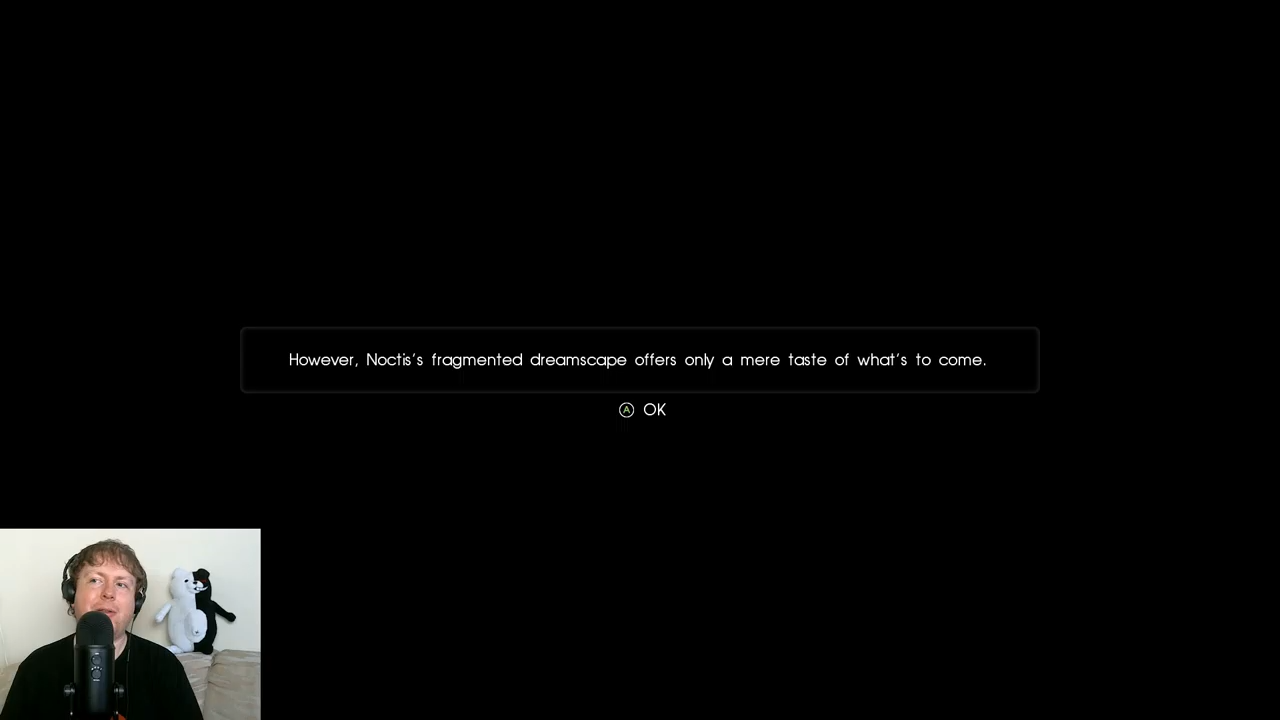 However, Noctis's fragmented dreamscape offers only a mere taste of what's to come.
A OK